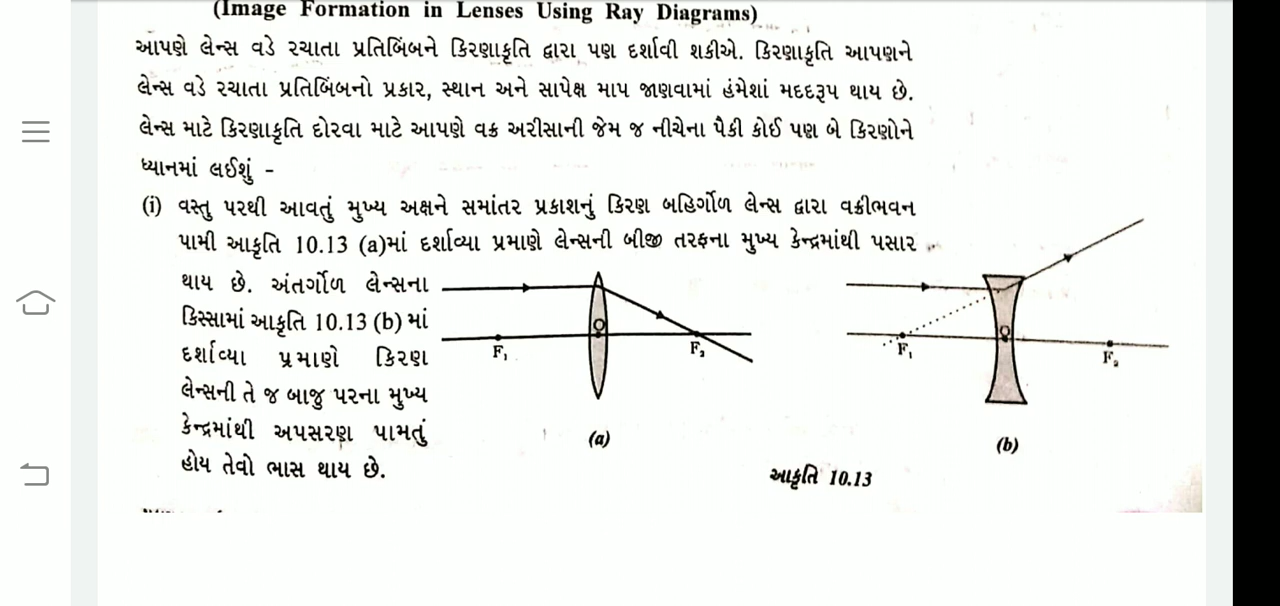 (Image Formation in Lenses Using Ray Diagrams)
આપણે લેન્સ વડે રચાતા પ્રતિબિંબને કિરણાકૃતિ દ્વારા પણ દર્શાવી શકીએ. કિરણાકૃતિ આપણને
લેન્સ વડે રચાતા પ્રતિબિંબનો પ્રકાર, સ્થાન અને સાપેક્ષ માપ જાણવામાં હંમેશાં મદદરૂપ થાય છે.
લેન્સ માટે કિરણાકૃતિ દોરવા માટે આપણે વક્ર અરીસાની જેમ જ નીચેના પૈકી કોઈ પણ બે કિરણોને
ધ્યાનમાં લઈશું -
(i) વસ્તુ પરથી આવતું મુખ્ય અક્ષને સમાંતર પ્રકાશનું કિરણ બહિર્ગોળ લેન્સ દ્વારા વક્રીભવન
પામી આકૃતિ 10.13 (a)માં દર્શાવ્યા પ્રમાણે લેન્સની બીજી તરફના મુખ્ય કેન્દ્રમાંથી પસાર
થાય છે. અંતર્ગોળ લેન્સના
કિસ્સામાં આકૃતિ 10.13 (b) માં
દર્શાવ્યા પ્રમાણે કિરણ
લેન્સની તે જ બાજુ પરના મુખ્ય
કેન્દ્રમાંથી અપસરણ પામતું
હોય તેવો ભાસ થાય છે.
O
F₁
F₂
(a)
O
F₁
F₂
(b)
આકૃતિ 10.13